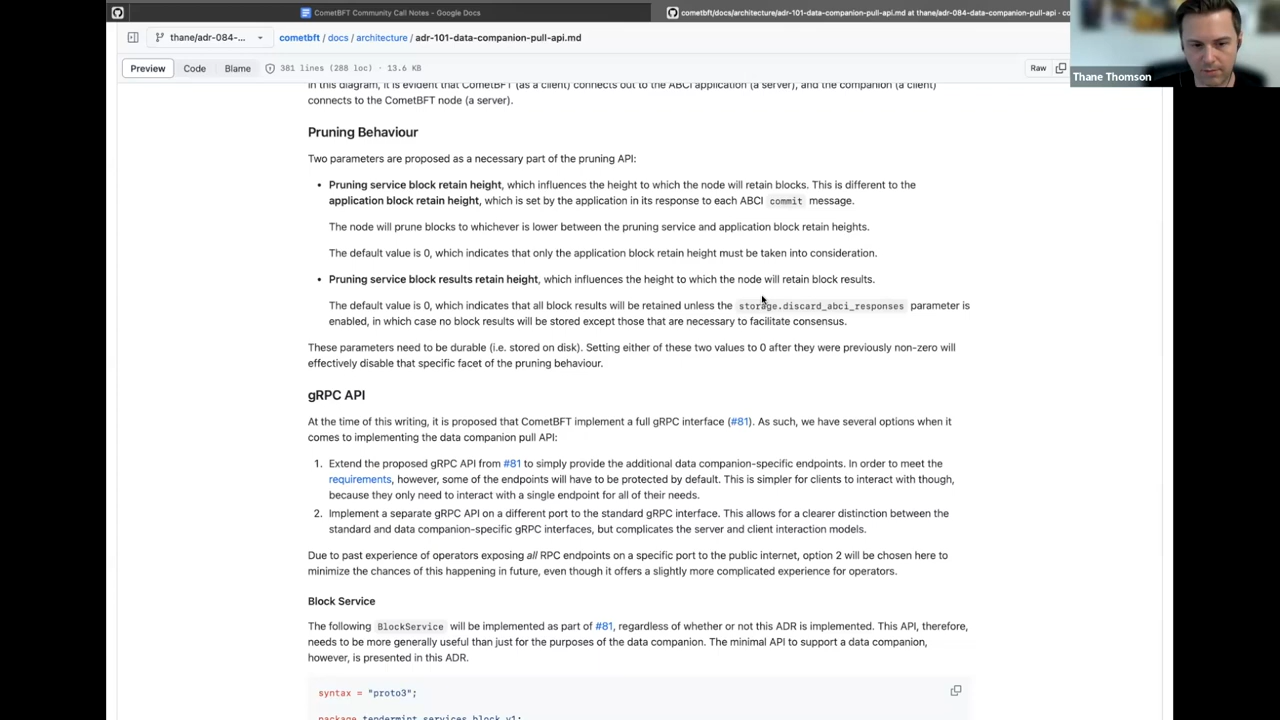 CometBFT Community Call Notes - Google Docs
cometbft/docs/architecture/adr-101-data-companion-pull-api.md at thane/adr-084-data-companion-pull-api · co
thane/adr-084-...
cometbft / docs / architecture / adr-101-data-companion-pull-api.md
Preview Code Blame 381 lines (288 loc) · 13.6 KB Raw
Thane Thomson
In this diagram, it is evident that CometBFT (as a client) connects out to the ABCI application (a server), and the companion (a client)
connects to the CometBFT node (a server).
Pruning Behaviour
Two parameters are proposed as a necessary part of the pruning API:
• Pruning service block retain height, which influences the height to which the node will retain blocks. This is different to the
application block retain height, which is set by the application in its response to each ABCI commit message.
The node will prune blocks to whichever is lower between the pruning service and application block retain heights.
The default value is 0, which indicates that only the application block retain height must be taken into consideration.
• Pruning service block results retain height, which influences the height to which the node will retain block results.
The default value is 0, which indicates that all block results will be retained unless the storage.discard_abci_responses parameter is
enabled, in which case no block results will be stored except those that are necessary to facilitate consensus.
These parameters need to be durable (i.e. stored on disk). Setting either of these two values to 0 after they were previously non-zero will
effectively disable that specific facet of the pruning behaviour.
gRPC API
At the time of this writing, it is proposed that CometBFT implement a full gRPC interface (#81). As such, we have several options when it
comes to implementing the data companion pull API:
1. Extend the proposed gRPC API from #81 to simply provide the additional data companion-specific endpoints. In order to meet the
requirements, however, some of the endpoints will have to be protected by default. This is simpler for clients to interact with though,
because they only need to interact with a single endpoint for all of their needs.
2. Implement a separate gRPC API on a different port to the standard gRPC interface. This allows for a clearer distinction between the
standard and data companion-specific gRPC interfaces, but complicates the server and client interaction models.
Due to past experience of operators exposing all RPC endpoints on a specific port to the public internet, option 2 will be chosen here to
minimize the chances of this happening in future, even though it offers a slightly more complicated experience for operators.
Block Service
The following BlockService will be implemented as part of #81, regardless of whether or not this ADR is implemented. This API, therefore,
needs to be more generally useful than just for the purposes of the data companion. The minimal API to support a data companion,
however, is presented in this ADR.
syntax = "proto3";
package tendermint.services.block.v1;